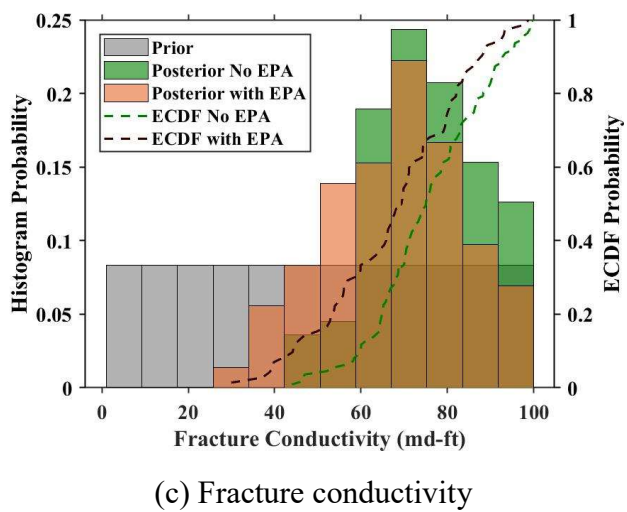 0.25
0.2
0.15
0.1
0.05
0
Histogram Probability
Prior
Posterior No EPA
Posterior with EPA
ECDF No EPA
ECDF with EPA
1
0.8
0.6
0.4
0.2
0
ECDF Probability
0 20 40 60 80 100
Fracture Conductivity (md-ft)
(c) Fracture conductivity